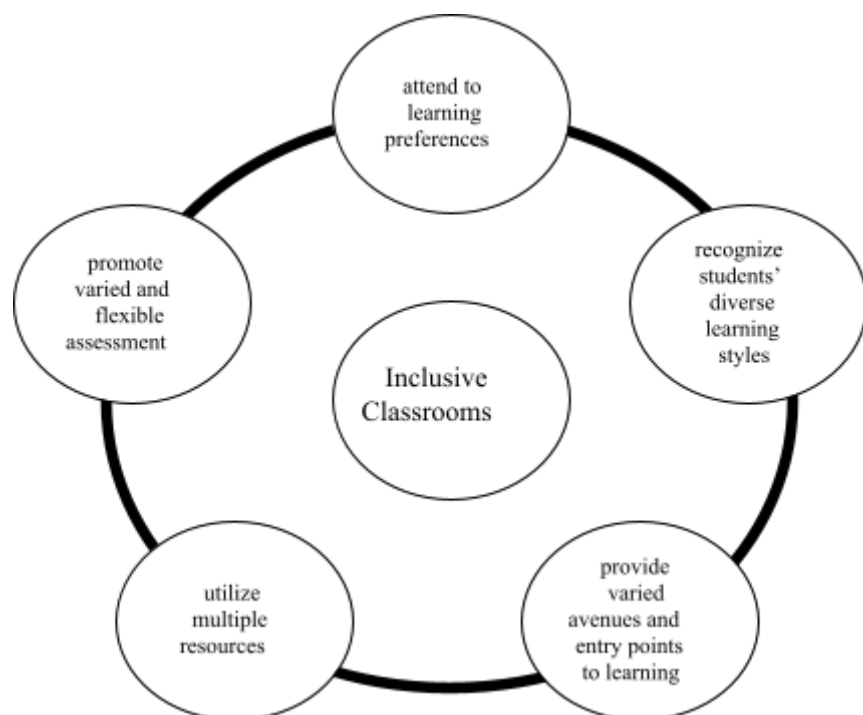 attend to
learning
preferences
recognize
students’
diverse
learning
styles
provide
varied
avenues and
entry points
to learning
utilize
multiple
resources
promote
varied and
flexible
assessment
Inclusive
Classrooms